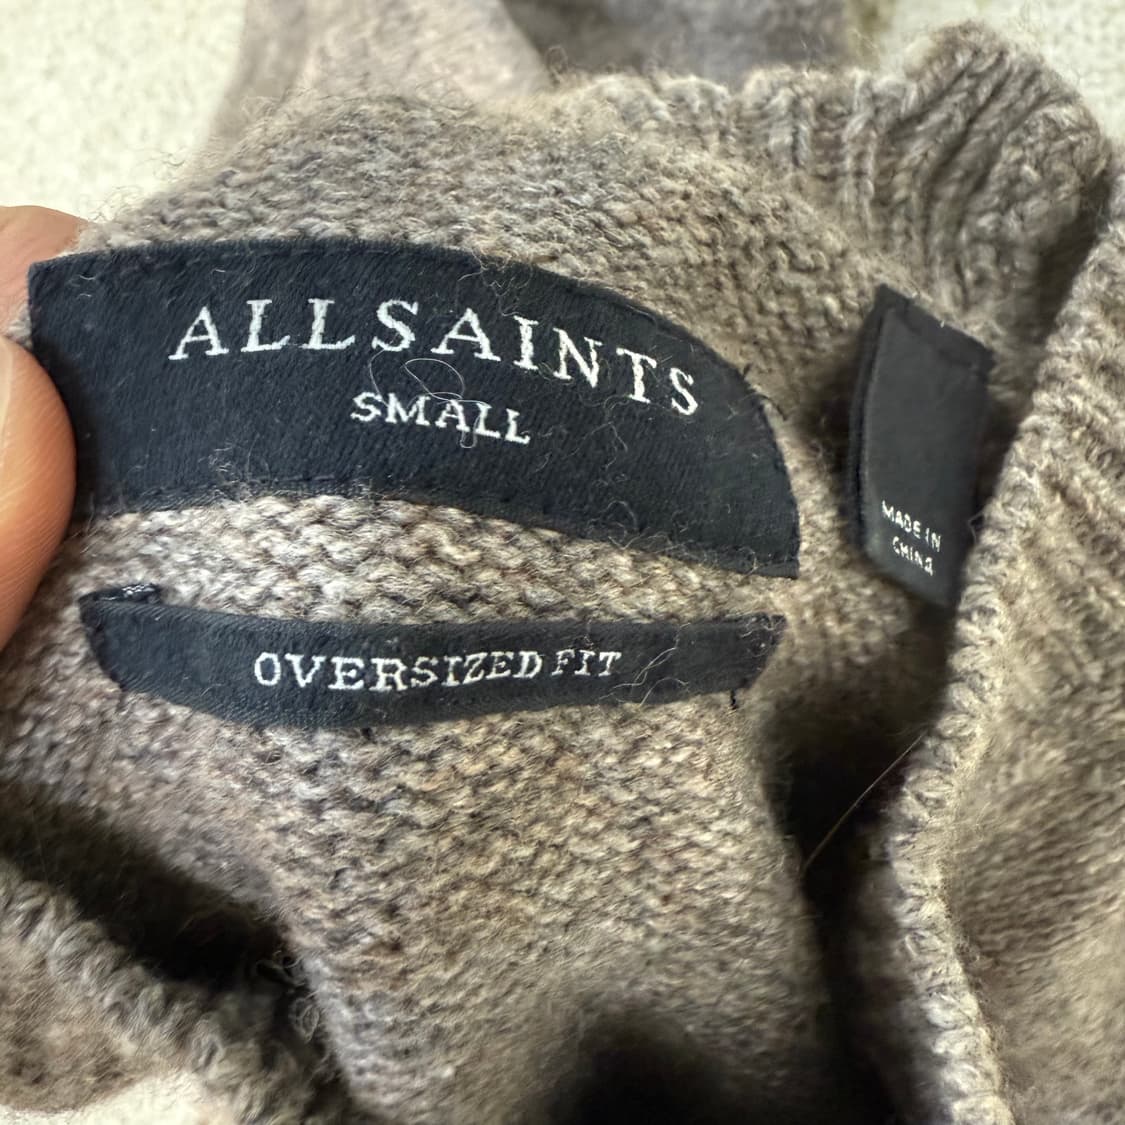 ALLSAINTS
SMALL
OVERSIZED FIT
MADE IN
CHINA